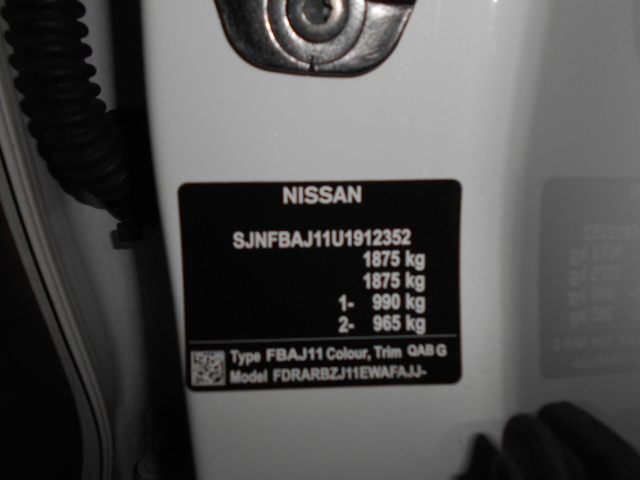 NISSAN
SJNFBAJ11U1912352
1875 kg
1875 kg
1- 990 kg
2- 965 kg
Type FBAJ11 Colour, Trim QAB G
Model FDRARBZJ11EWAFAJJ-